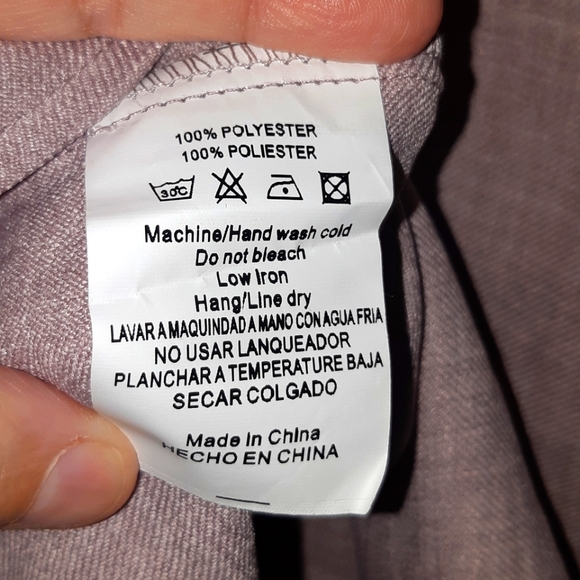 100% POLYESTER
100% POLIESTER
30°C
Machine/Hand wash cold
Do not bleach
Low Iron
Hang/Line dry
LAVAR A MAQUINDAD A MANO CON AGUA FRIA
NO USAR LANQUEADOR
PLANCHAR A TEMPERATURE BAJA
SECAR COLGADO
Made In China
HECHO EN CHINA